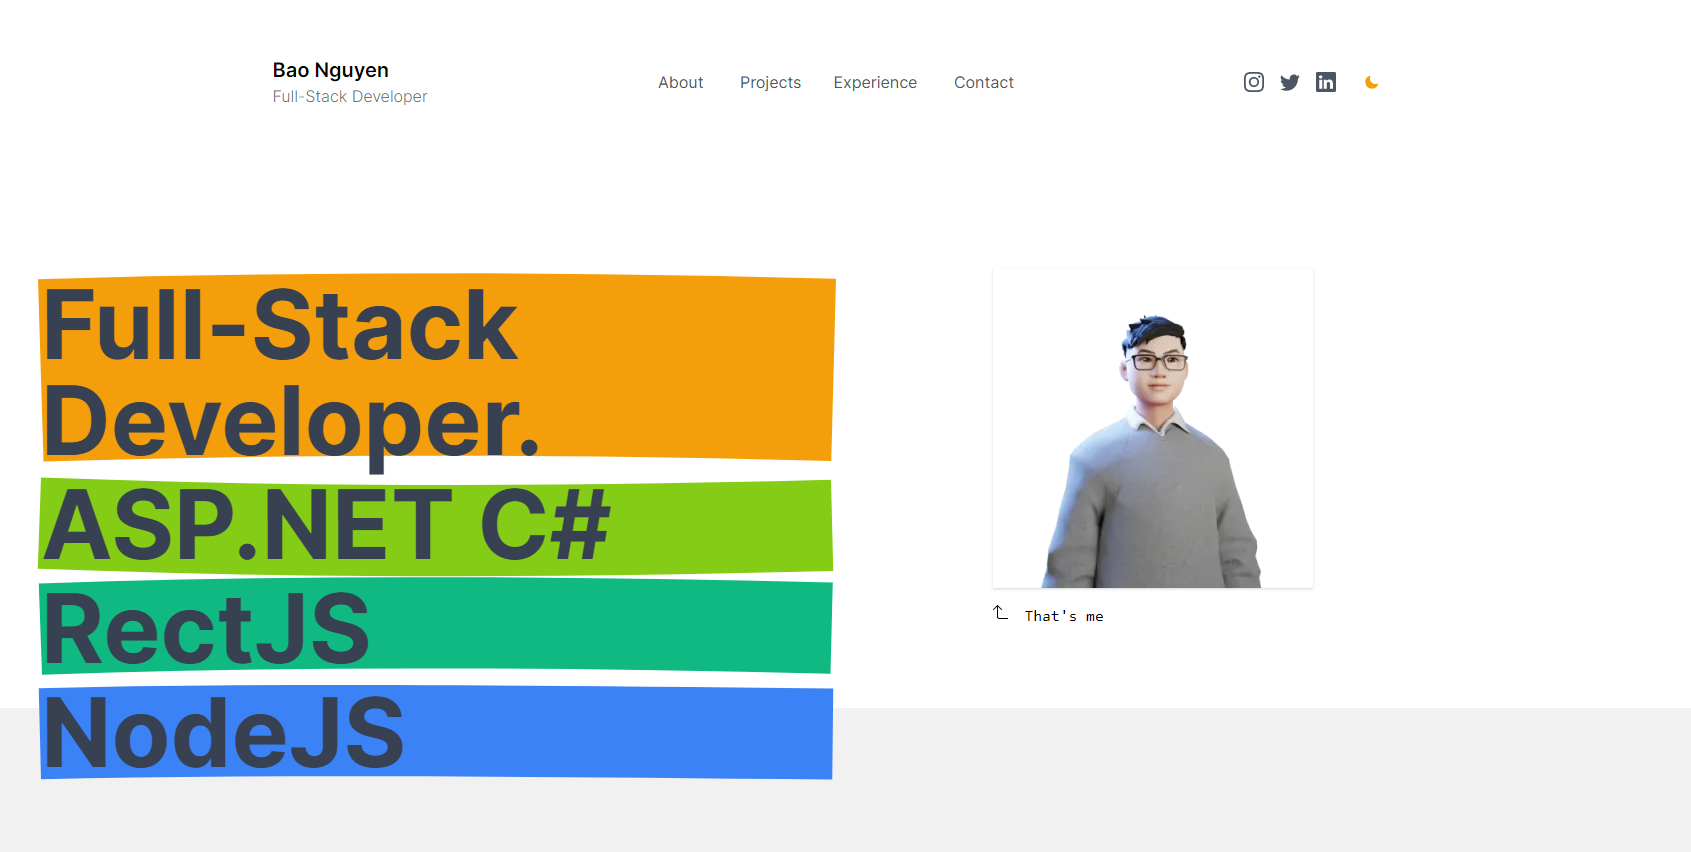 Bao Nguyen
Full-Stack Developer
About Projects Experience Contact
Full-Stack
Developer.
ASP.NET C#
RectJS
NodeJS
That's me